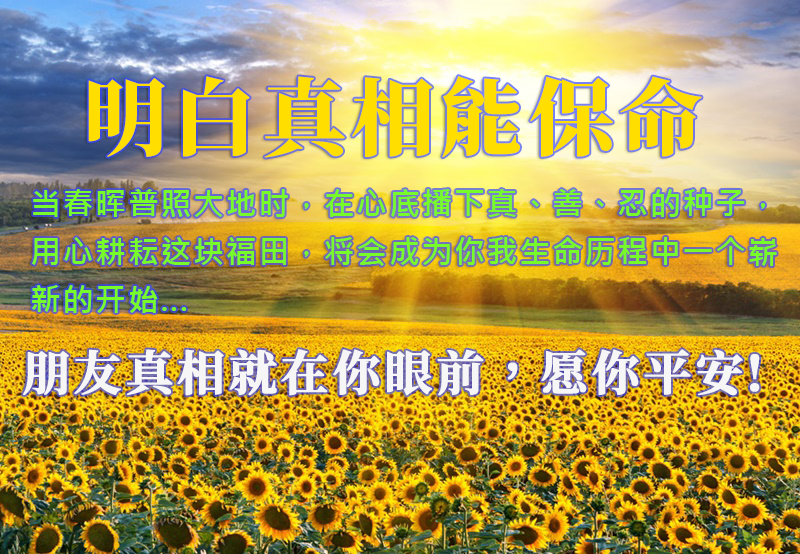 明白真相能保命
当春晖普照大地时，在心底播下真、善、忍的种子，
用心耕耘这块福田，将会成为你我生命历程中一个崭
新的开始...
朋友真相就在你眼前，愿你平安!